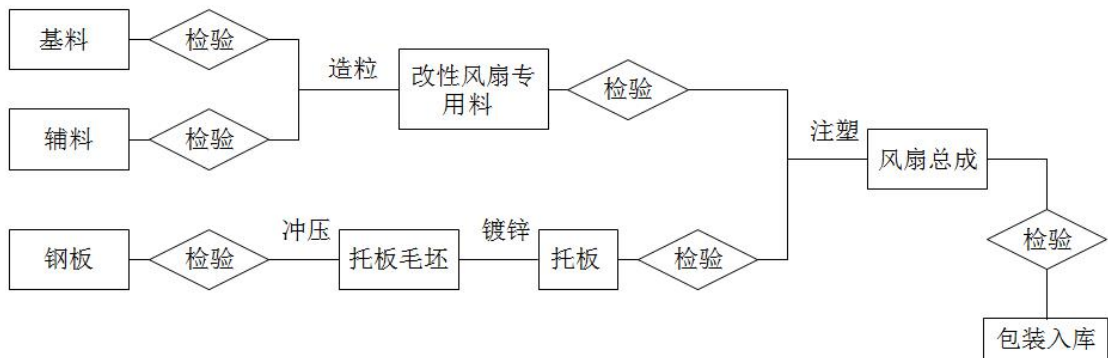 基料
检验
造粒
改性风扇专
用料
检验
辅料
检验
注塑
风扇总成
钢板
检验
冲压
托板毛坯
镀锌
托板
检验
检验
包装入库